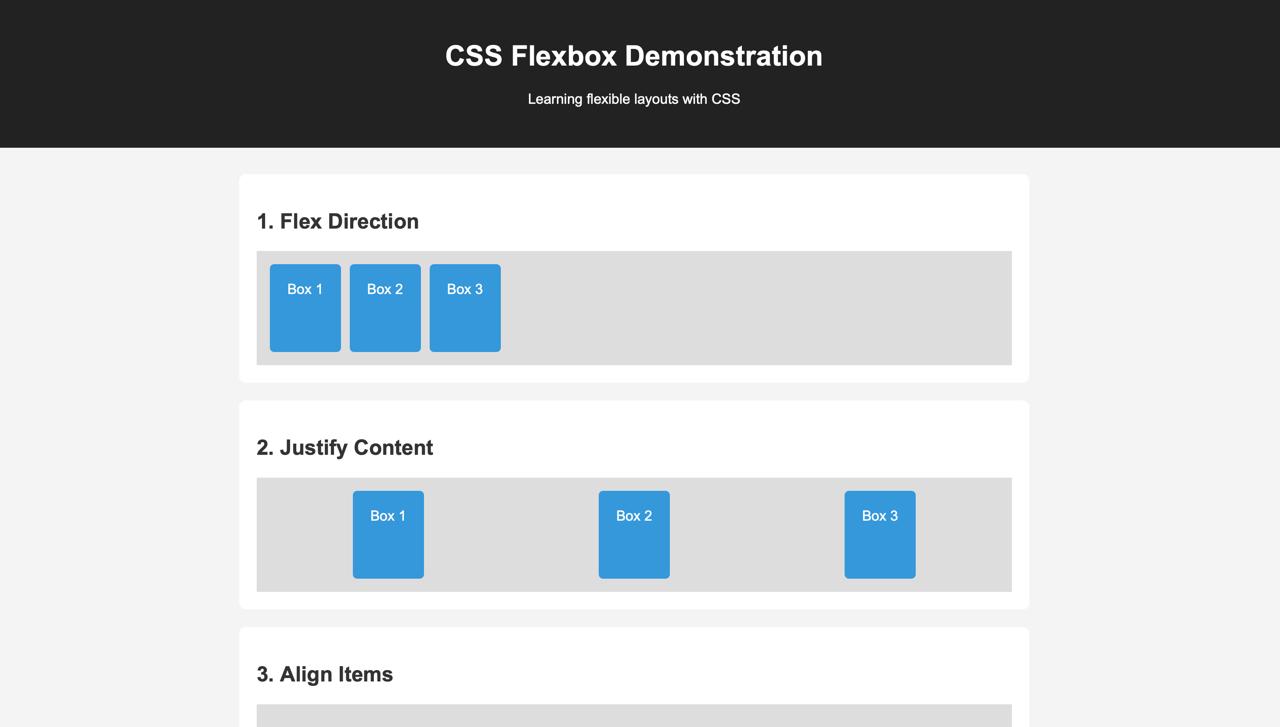 CSS Flexbox Demonstration
Learning flexible layouts with CSS
1. Flex Direction
Box 1 Box 2 Box 3
2. Justify Content
Box 1 Box 2 Box 3
3. Align Items